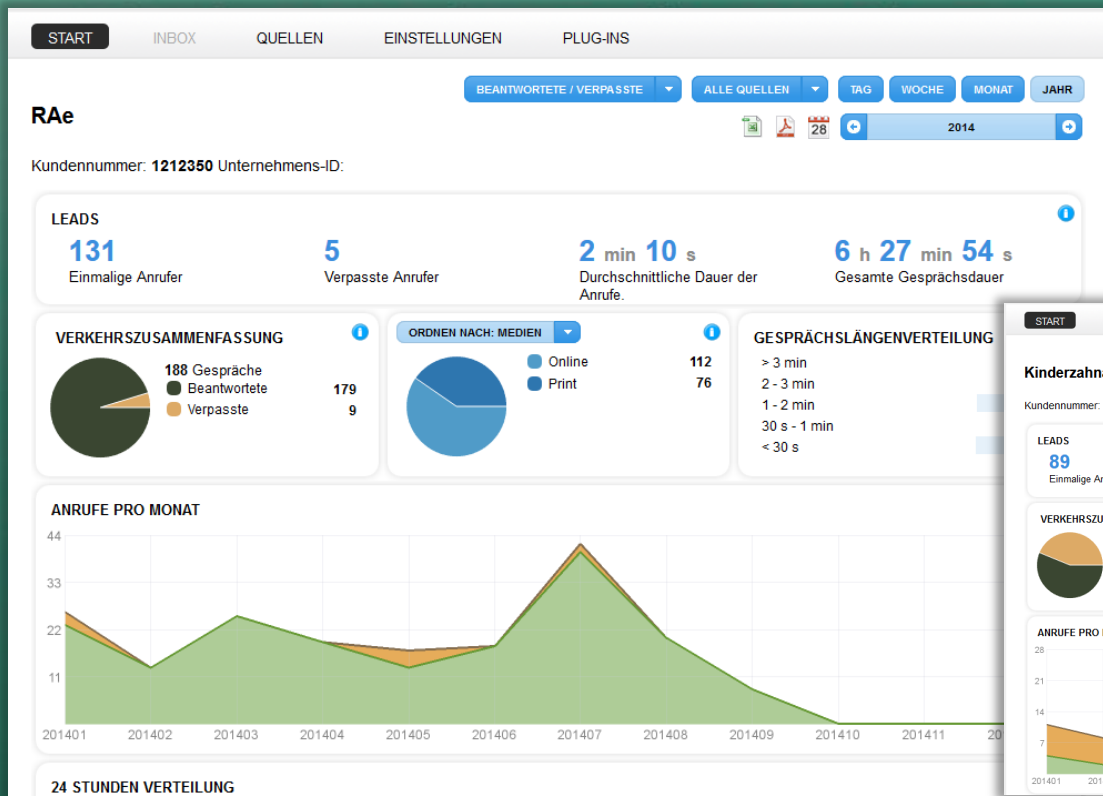 START INBOX QUELLEN EINSTELLUNGEN PLUG-INS
BEANTWORTETE / VERPASSTE ALLE QUELLEN TAG WOCHE MONAT JAHR
RAe
28 2014
Kundennummer: 1212350 Unternehmens-ID:
LEADS
131 5 2 min 10 s 6 h 27 min 54 s
Einmalige Anrufer Verpasste Anrufer Durchschnittliche Dauer der Gesamte Gesprächsdauer
Anrufe.
VERKEHRSZUSAMMENFASSUNG
188 Gespräche
Beantwortete 179
Verpasste 9
ORDNEN NACH: MEDIEN
Online 112
Print 76
GESPRÄCHSLÄNGENVERTEILUNG
> 3 min
2 - 3 min
1 - 2 min
30 s - 1 min
< 30 s
ANRUFE PRO MONAT
44
33
22
11
201401 201402 201403 201404 201405 201406 201407 201408 201409 201410 201411 20
24 STUNDEN VERTEILUNG
START
Kinderzahna
Kundennummer:
LEADS
89
Einmalige An
VERKEHRSZU
ANRUFE PRO
28
21
14
7
201401 201